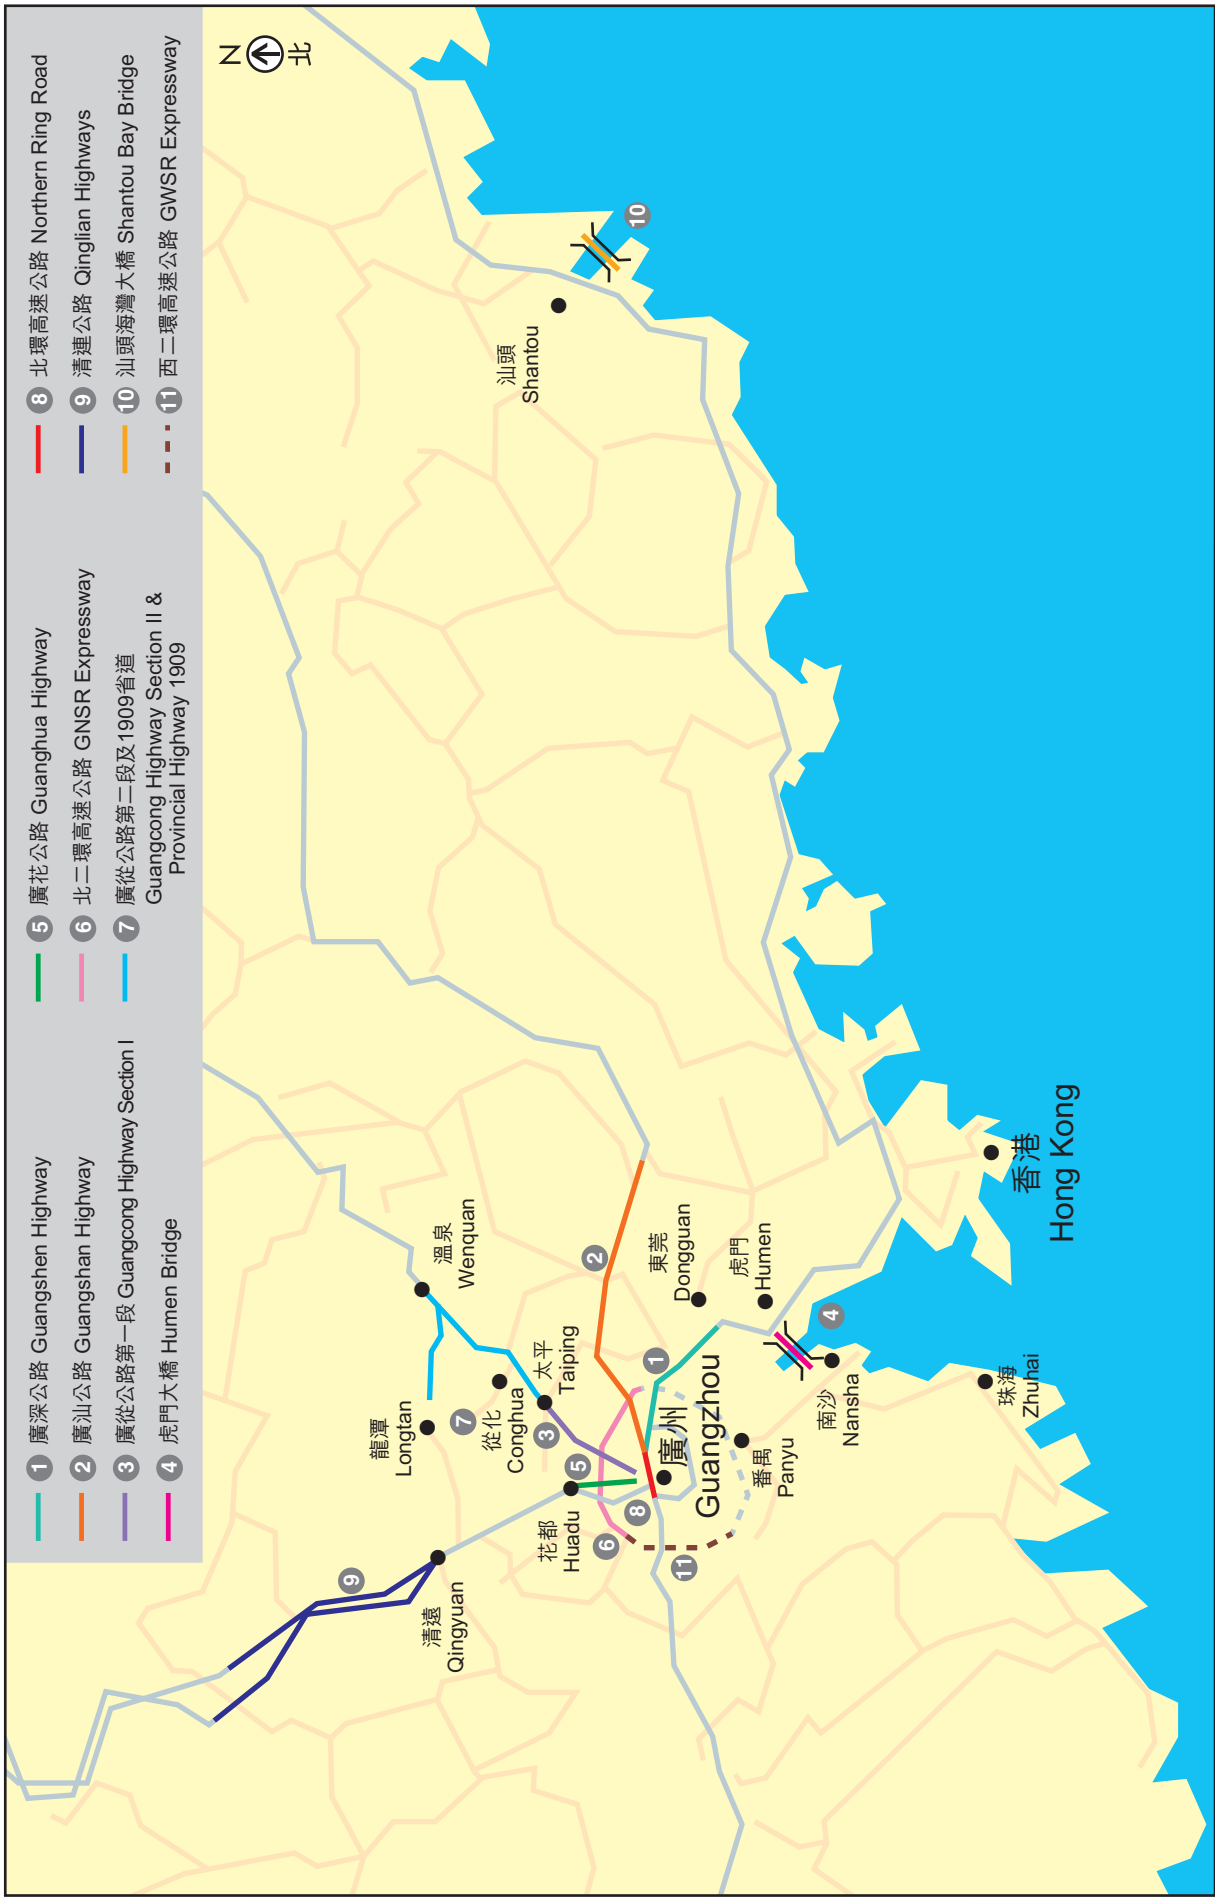 1 廣深公路 Guangshen Highway
2 廣汕公路 Guangshan Highway
3 廣從公路第一段 Guangcong Highway Section I
4 虎門大橋 Humen Bridge
5 廣花公路 Guanghua Highway
6 北二環高速公路 GNSR Expressway
7 廣從公路第二段及1909省道
Guangcong Highway Section II &
Provincial Highway 1909
8 北環高速公路 Northern Ring Road
9 清連公路 Qinglian Highways
10 汕頭海灣大橋 Shantou Bay Bridge
11 西二環高速公路 GWSR Expressway
N
北
9
清遠
Qingyuan
龍潭
Longtan
溫泉
Wenquan
7
從化
Conghua
3
太平
Taiping
花都
Huadu
5
6
8
2
1
廣州
Guangzhou
東莞
Dongguan
虎門
Humen
11
番禺
Panyu
4
南沙
Nansha
珠海
Zhuhai
香港
Hong Kong
汕頭
Shantou
10